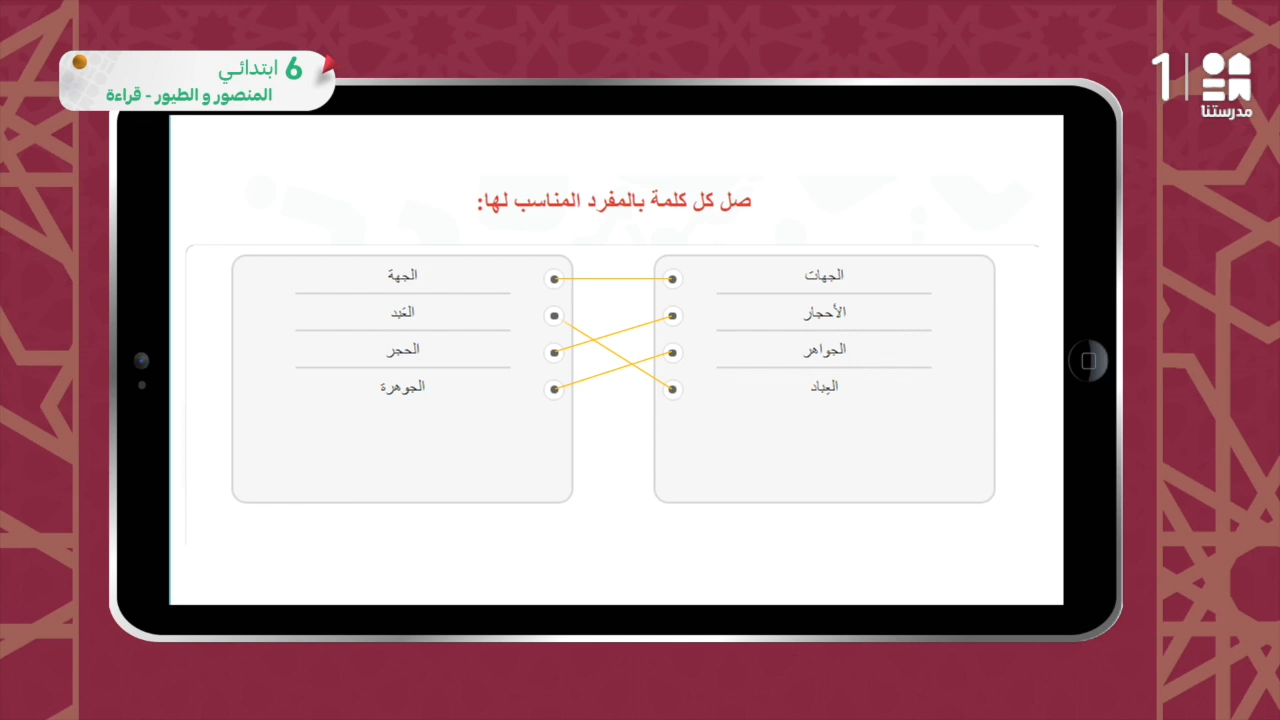 6 ابتدائي
المنصور و الطيور - قراءة
1
مدرستنا
صل كل كلمة بالمفرد المناسب لها:
الجهات
الأحجار
الجواهر
العِباد
الجهة
العَبد
الحجر
الجوهرة